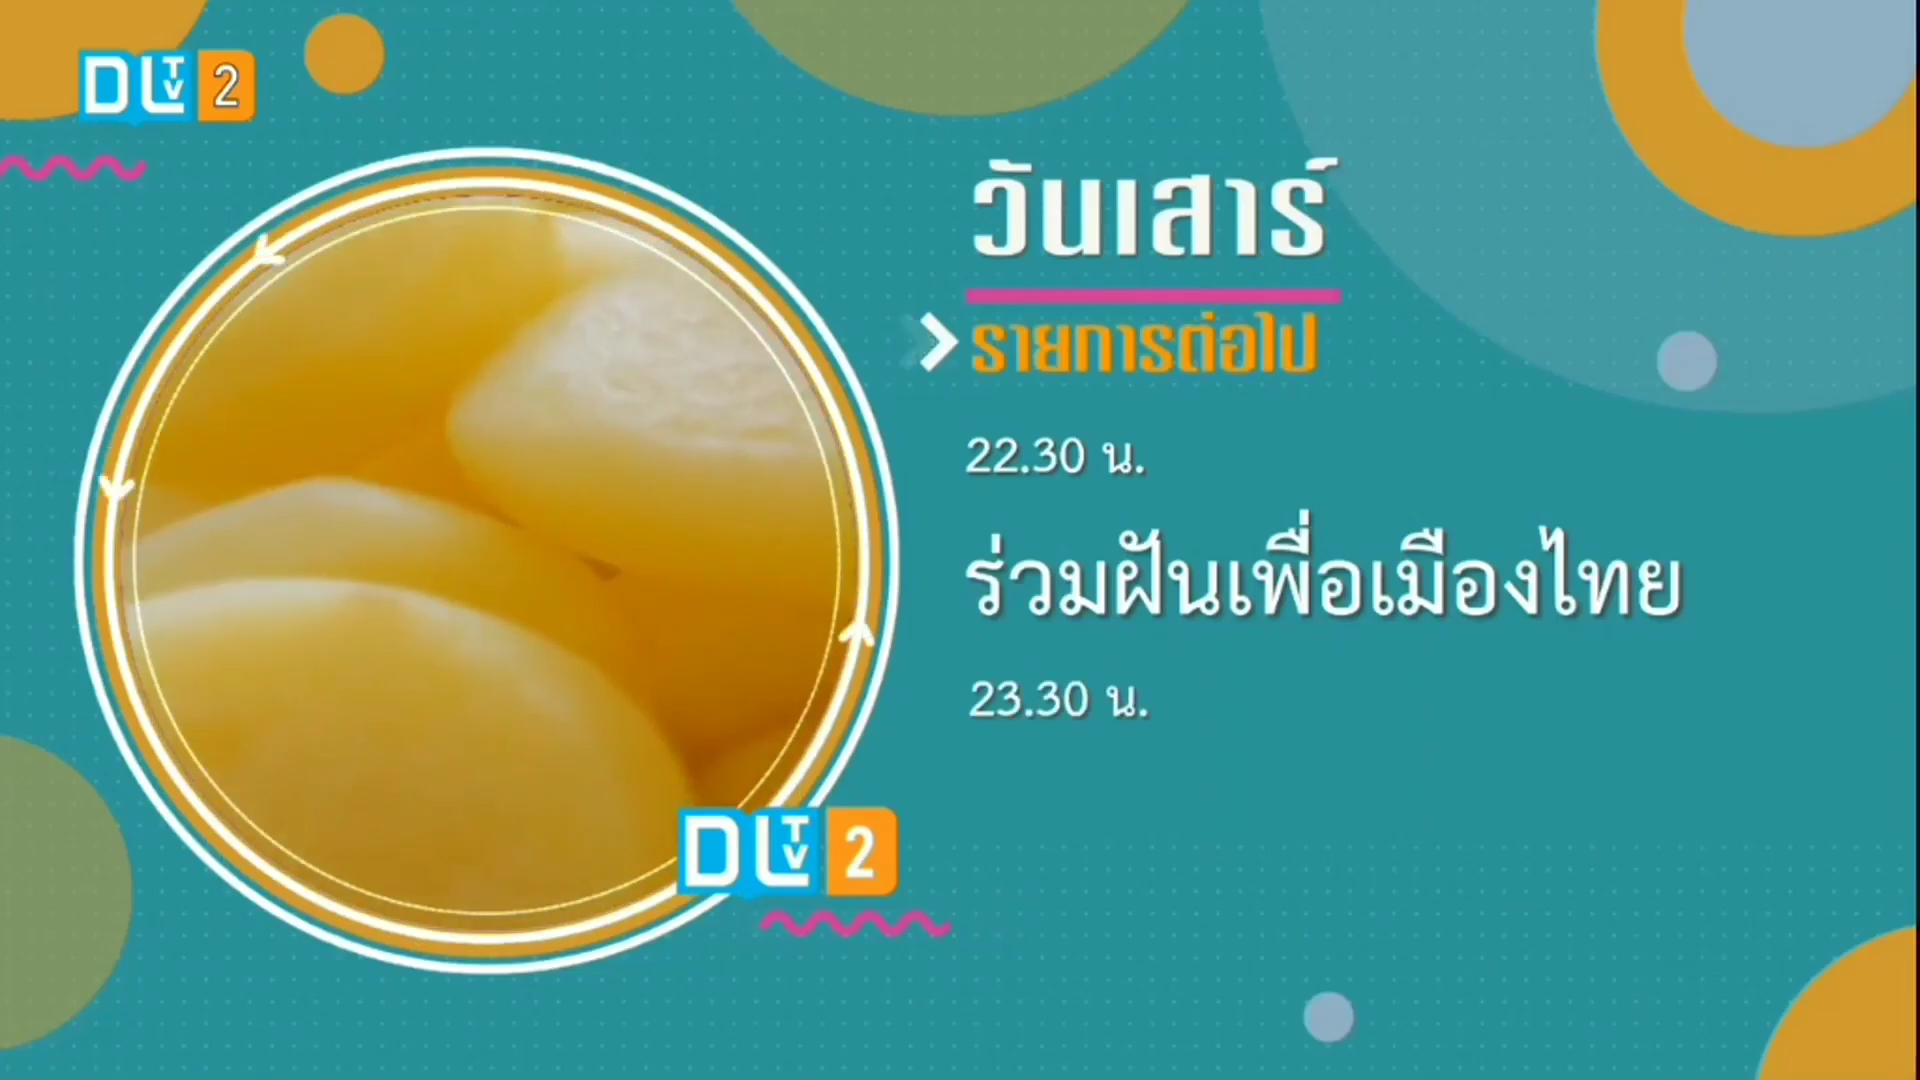 DLTV 2
วันเสาร์
รายการต่อไป
22.30 น.
ร่วมฝันเพื่อเมืองไทย
23.30 น.
DLTV 2